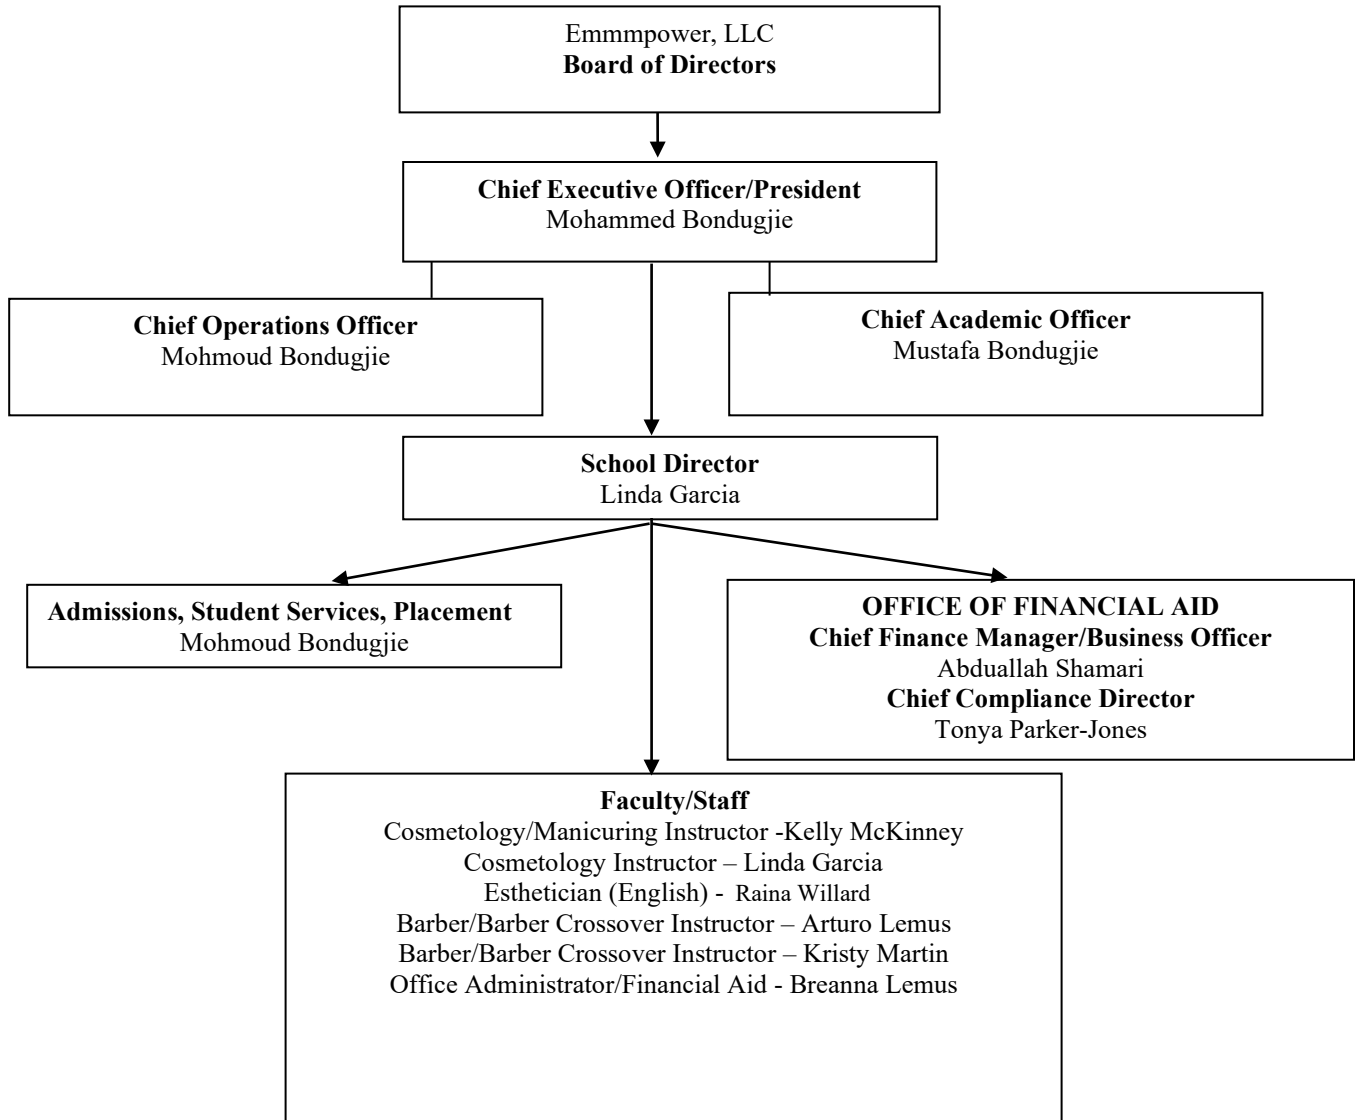 Emmmpower, LLC
Board of Directors
Chief Executive Officer/President
Mohammed Bondugjie
Chief Operations Officer
Mohmoud Bondugjie
Chief Academic Officer
Mustafa Bondugjie
School Director
Linda Garcia
Admissions, Student Services, Placement
Mohmoud Bondugjie
OFFICE OF FINANCIAL AID
Chief Finance Manager/Business Officer
Abduallah Shamari
Chief Compliance Director
Tonya Parker-Jones
Faculty/Staff
Cosmetology/Manicuring Instructor -Kelly McKinney
Cosmetology Instructor – Linda Garcia
Esthetician (English) - Raina Willard
Barber/Barber Crossover Instructor – Arturo Lemus
Barber/Barber Crossover Instructor – Kristy Martin
Office Administrator/Financial Aid - Breanna Lemus